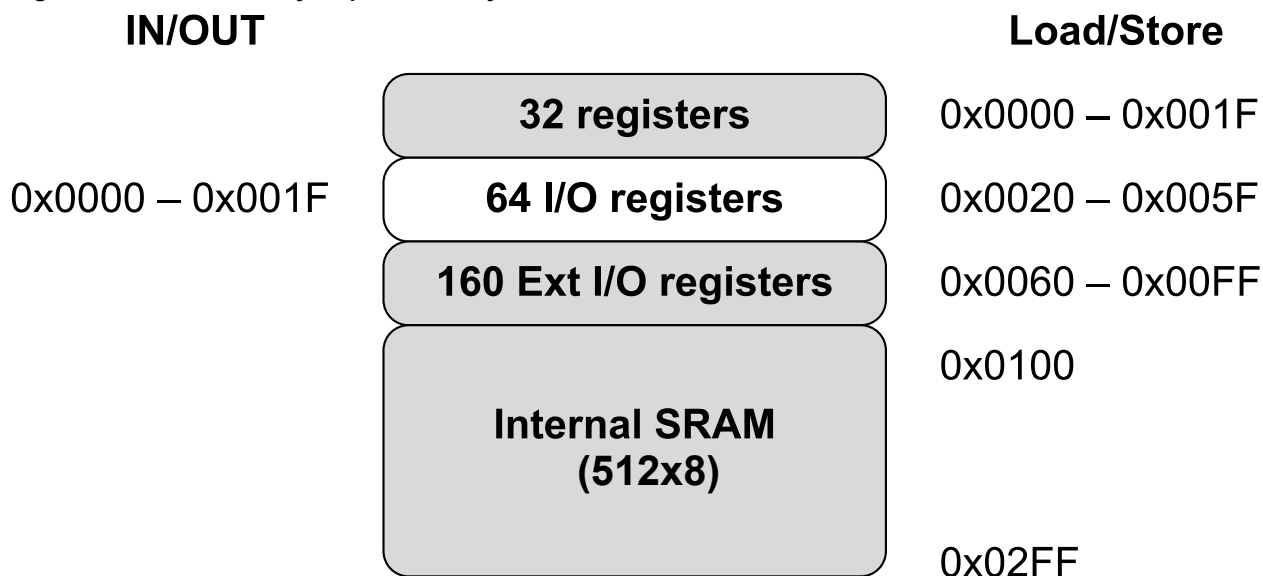 IN/OUT Load/Store
32 registers 0x0000 – 0x001F
0x0000 – 0x001F 64 I/O registers 0x0020 – 0x005F
160 Ext I/O registers 0x0060 – 0x00FF
0x0100
Internal SRAM
(512x8)
0x02FF